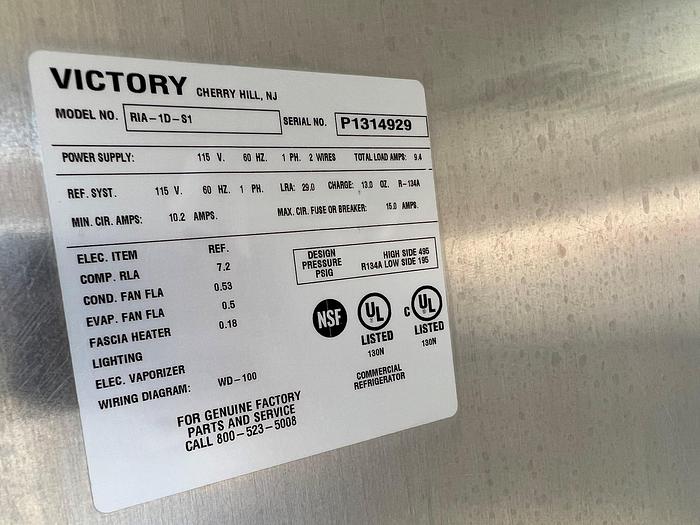 VICTORY CHERRY HILL, NJ
MODEL NO. RIA-1D-S1 SERIAL NO. P1314929
POWER SUPPLY: 115 V. 60 HZ. 1 PH. 2 WIRES TOTAL LOAD AMPS: 9.4
REF. SYST. 115 V. 60 HZ. 1 PH. LRA: 29.0 CHARGE: 13.0 OZ. R-134A
MIN. CIR. AMPS: 10.2 AMPS. MAX. CIR. FUSE OR BREAKER: 15.0 AMPS.
ELEC. ITEM REF.
COMP. RLA 7.2
COND. FAN FLA 0.53
EVAP. FAN FLA 0.5
FASCIA HEATER 0.18
LIGHTING
ELEC. VAPORIZER
WIRING DIAGRAM: WD-100
DESIGN PRESSURE PSIG
HIGH SIDE 495
R134A LOW SIDE 195
NSF
UL
LISTED
130N
C UL
LISTED
130N
COMMERCIAL
REFRIGERATOR
FOR GENUINE FACTORY
PARTS AND SERVICE
CALL 800-523-5008